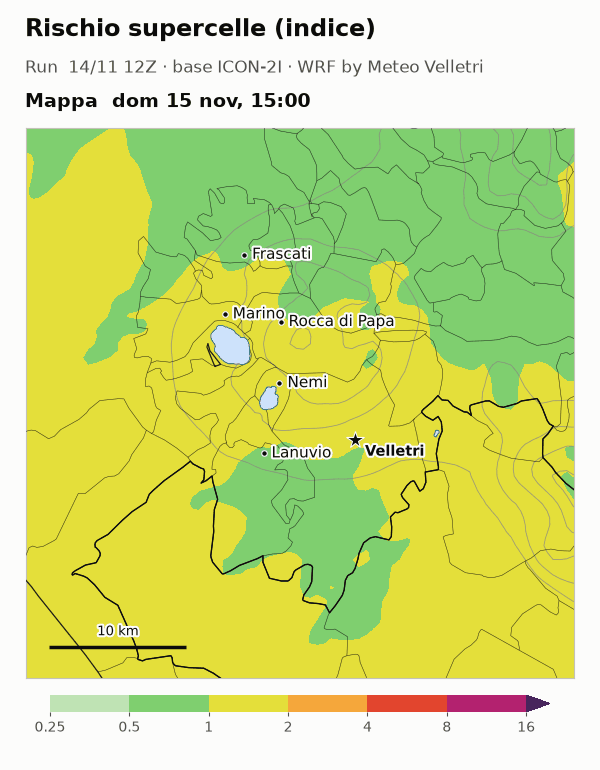 Rischio supercelle (indice)
Run  14/11 12Z · base ICON-2I · WRF by Meteo Velletri
Mappa  dom 15 nov, 15:00
Frascati
Marino
Rocca di Papa
Nemi
Velletri
Lanuvio
10 km
0.25 0.5 1 2 4 8 16